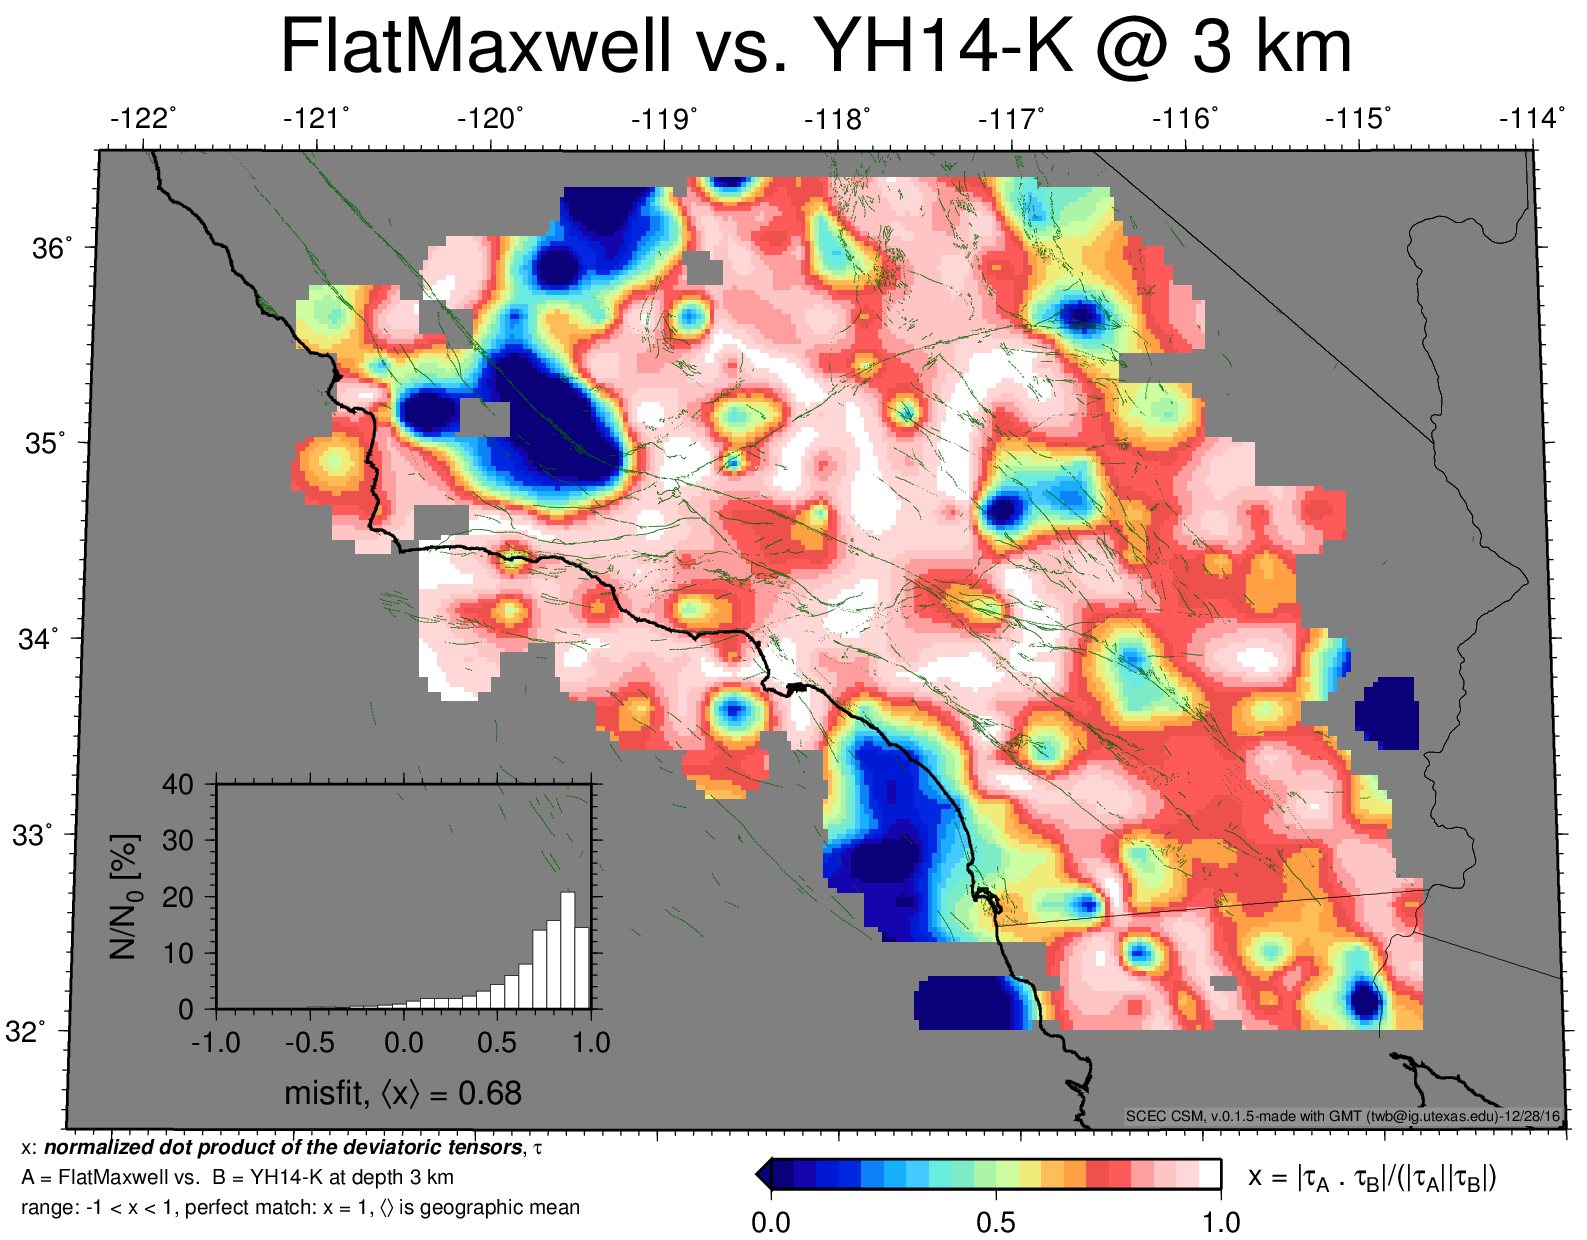 FlatMaxwell vs. YH14-K @ 3 km
-122˚ -121˚ -120˚ -119˚ -118˚ -117˚ -116˚ -115˚ -114˚
36˚
35˚
34˚
33˚
32˚
40
30
20
10
0
N/N0 [%]
-1.0 -0.5 0.0 0.5 1.0
misfit, ⟨x⟩ = 0.68
SCEC CSM, v.0.1.5-made with GMT (twb@ig.utexas.edu)-12/28/16
x: normalized dot product of the deviatoric tensors, τ
A = FlatMaxwell vs. B = YH14-K at depth 3 km
range: -1 < x < 1, perfect match: x = 1, ⟨⟩ is geographic mean
x = |τA . τB|/(|τA||τB|)
0.0 0.5 1.0